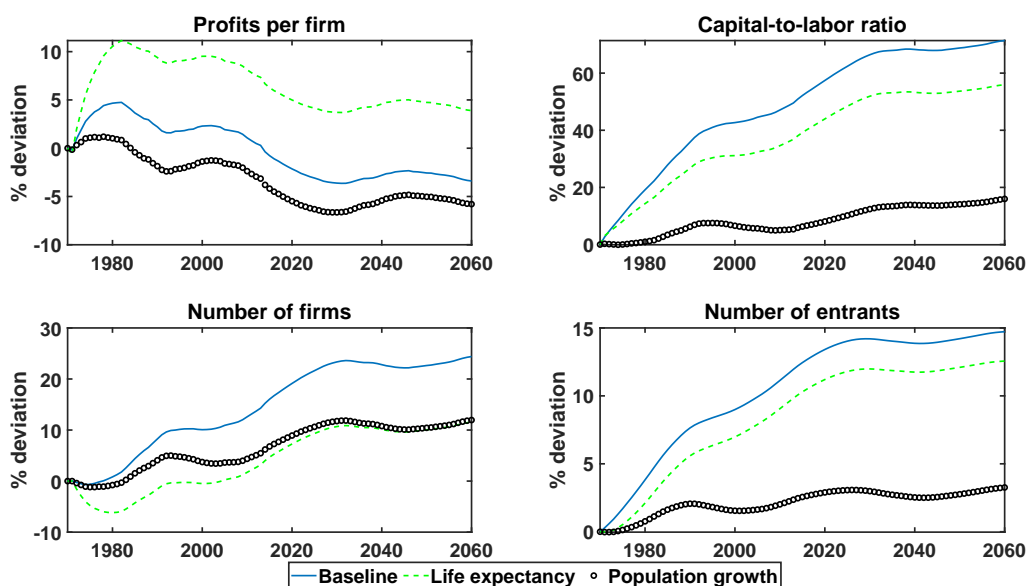 Profits per firm
% deviation
10
5
0
-5
-10
1980 2000 2020 2040 2060
Capital-to-labor ratio
% deviation
60
40
20
0
1980 2000 2020 2040 2060
Number of firms
% deviation
30
20
10
0
-10
1980 2000 2020 2040 2060
Number of entrants
% deviation
15
10
5
0
1980 2000 2020 2040 2060
Baseline Life expectancy Population growth